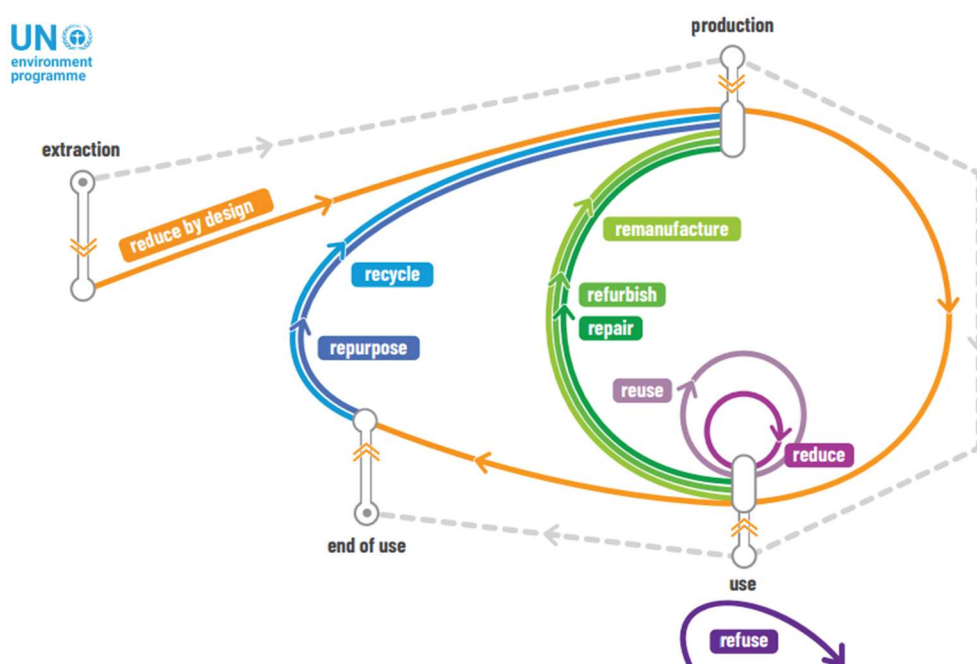 UN
environment
programme
production
extraction
reduce by design
remanufacture
recycle
refurbish
repair
repurpose
reuse
reduce
end of use
use
refuse